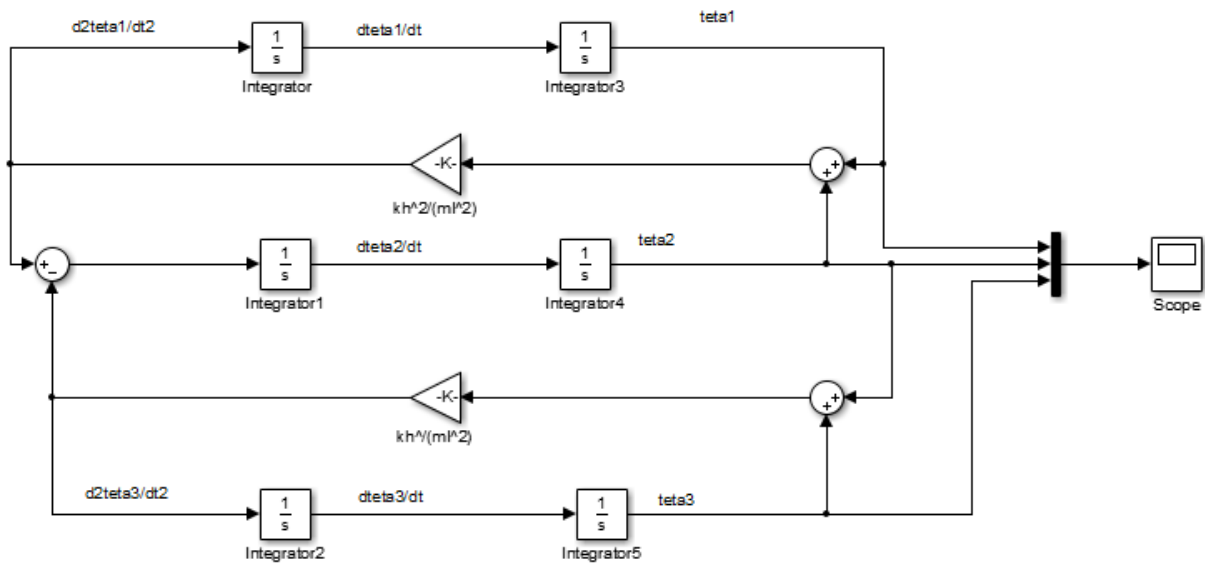 d2teta1/dt2
1
s
Integrator
dteta1/dt
1
s
Integrator3
teta1
-K-
kh^2/(ml^2)
+
+
+
−
1
s
Integrator1
dteta2/dt
1
s
Integrator4
teta2
Scope
-K-
kh^/(ml^2)
+
+
d2teta3/dt2
1
s
Integrator2
dteta3/dt
1
s
Integrator5
teta3